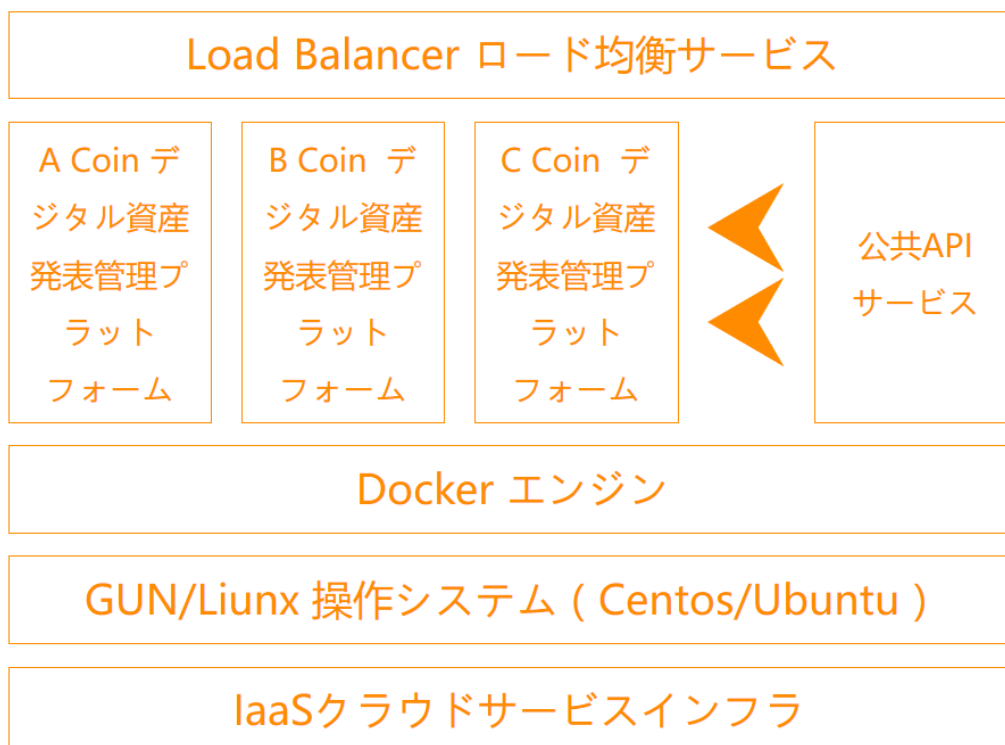 Load Balancer ロード均衡サービス
A Coin デ
ジタル資産
発表管理プ
ラット
フォーム
B Coin デ
ジタル資産
発表管理プ
ラット
フォーム
C Coin デ
ジタル資産
発表管理プ
ラット
フォーム
公共API
サービス
Docker エンジン
GUN/Liunx 操作システム ( Centos/Ubuntu )
IaaSクラウドサービスインフラ